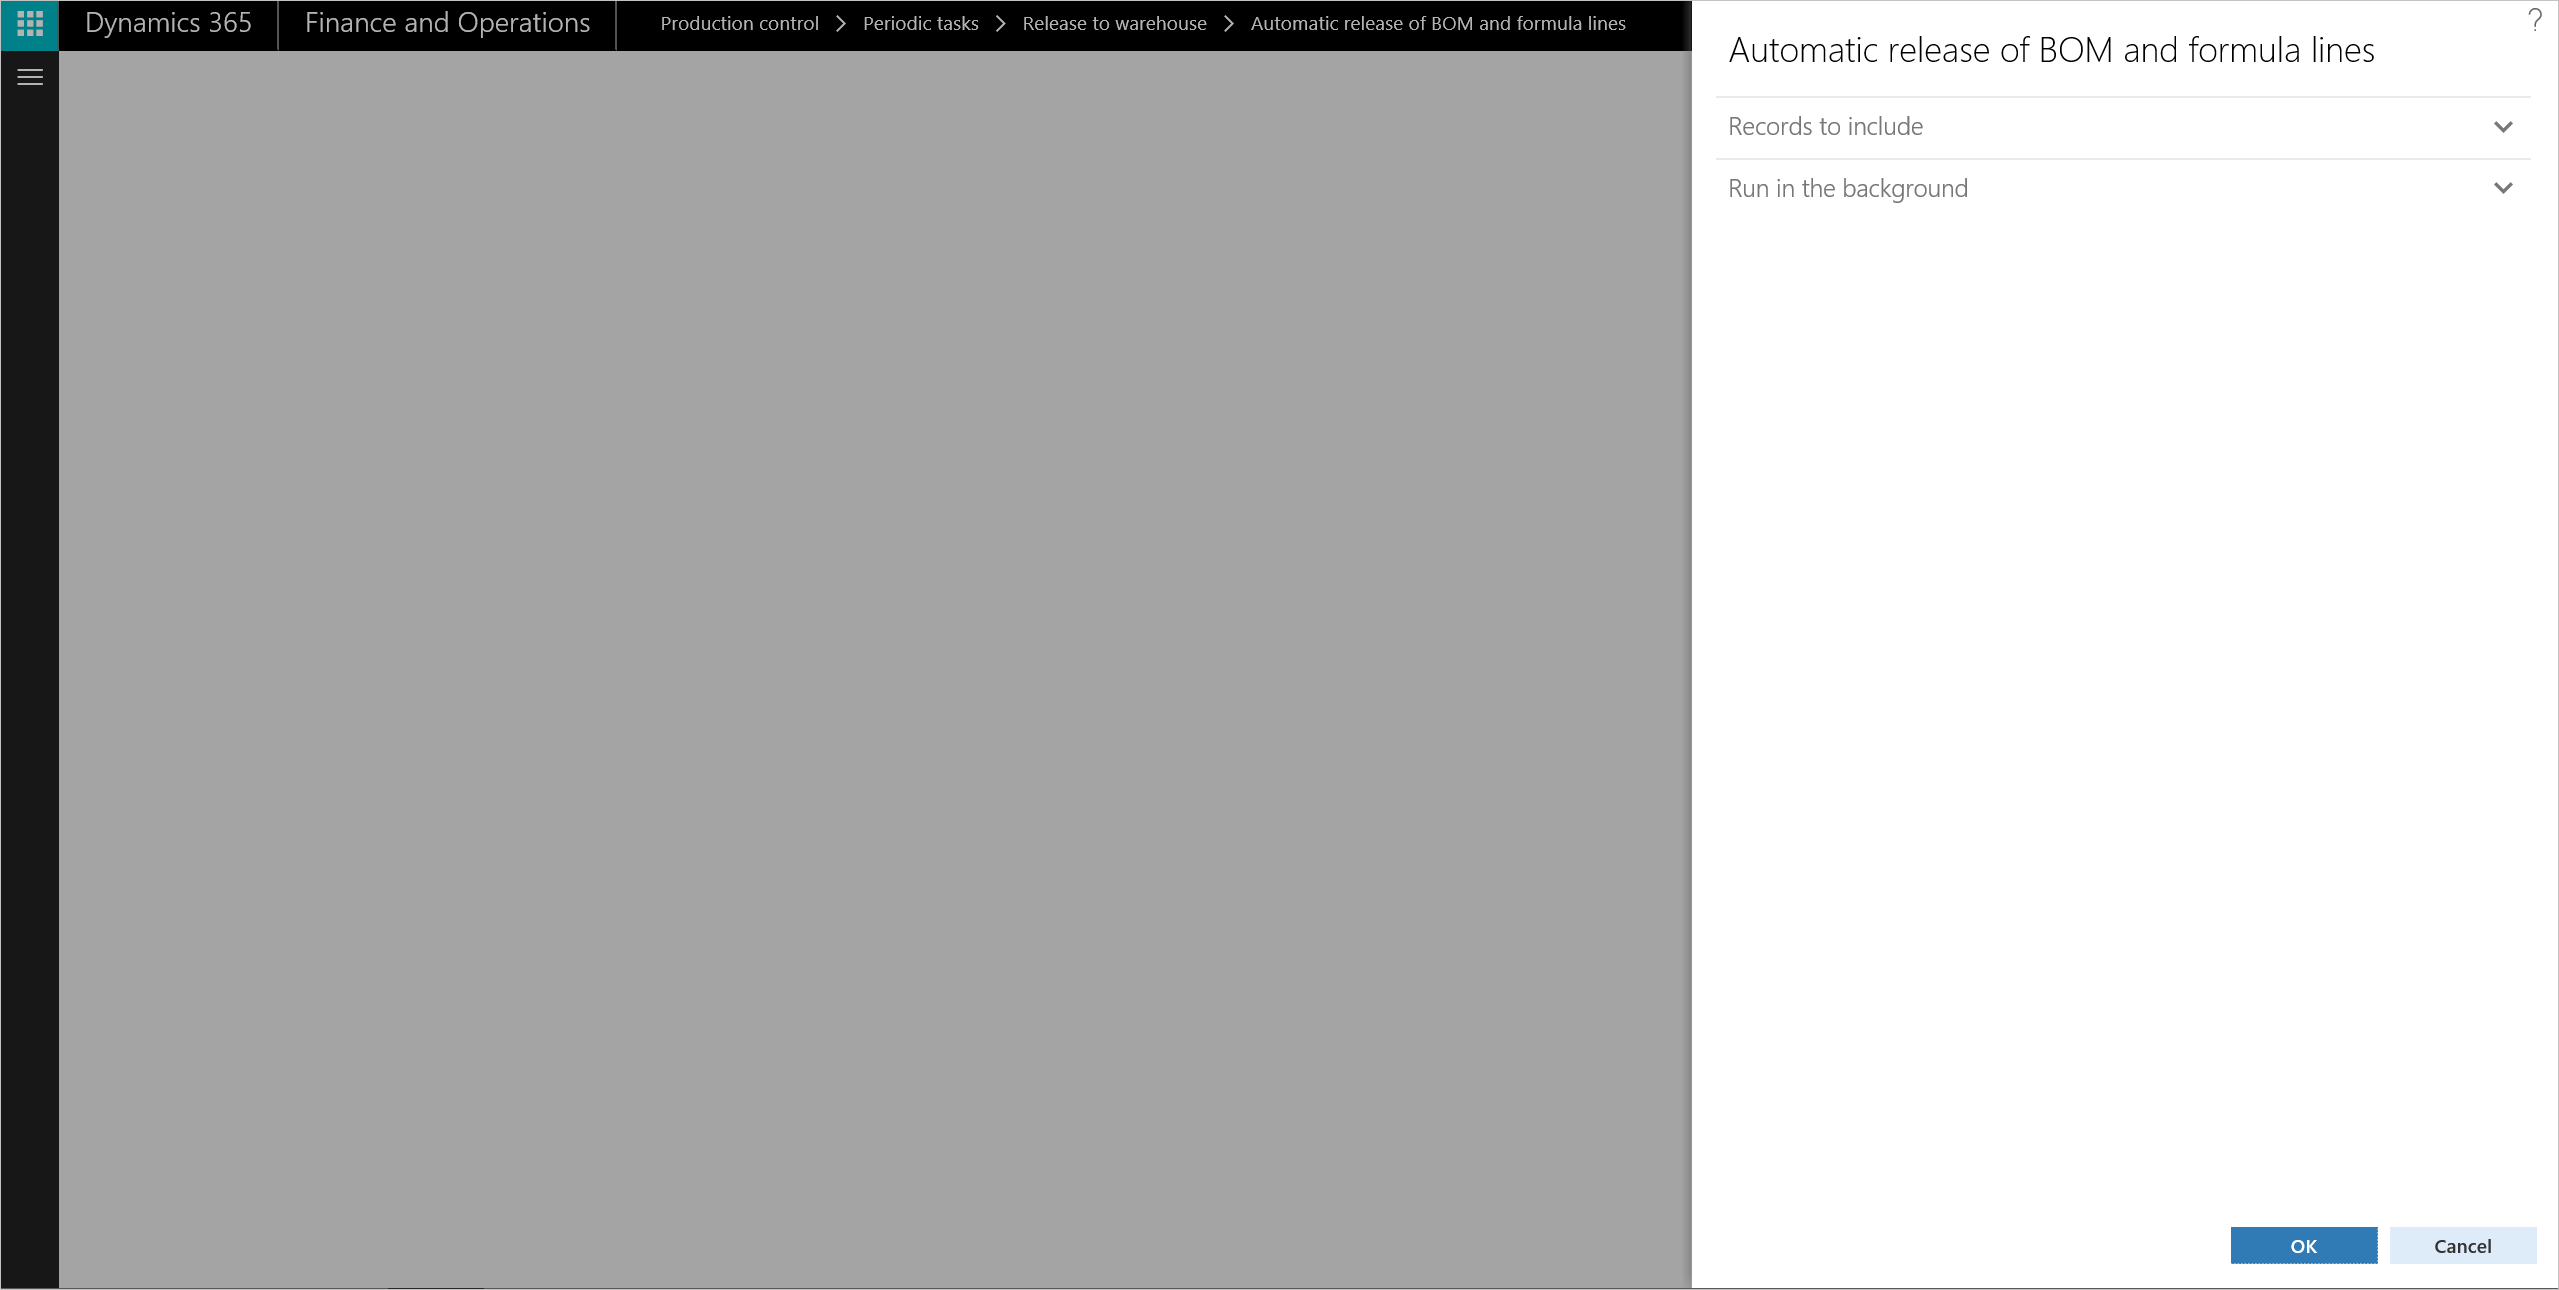 Dynamics 365
Finance and Operations
Production control > Periodic tasks > Release to warehouse > Automatic release of BOM and formula lines
?
Automatic release of BOM and formula lines
Records to include
Run in the background
OK
Cancel